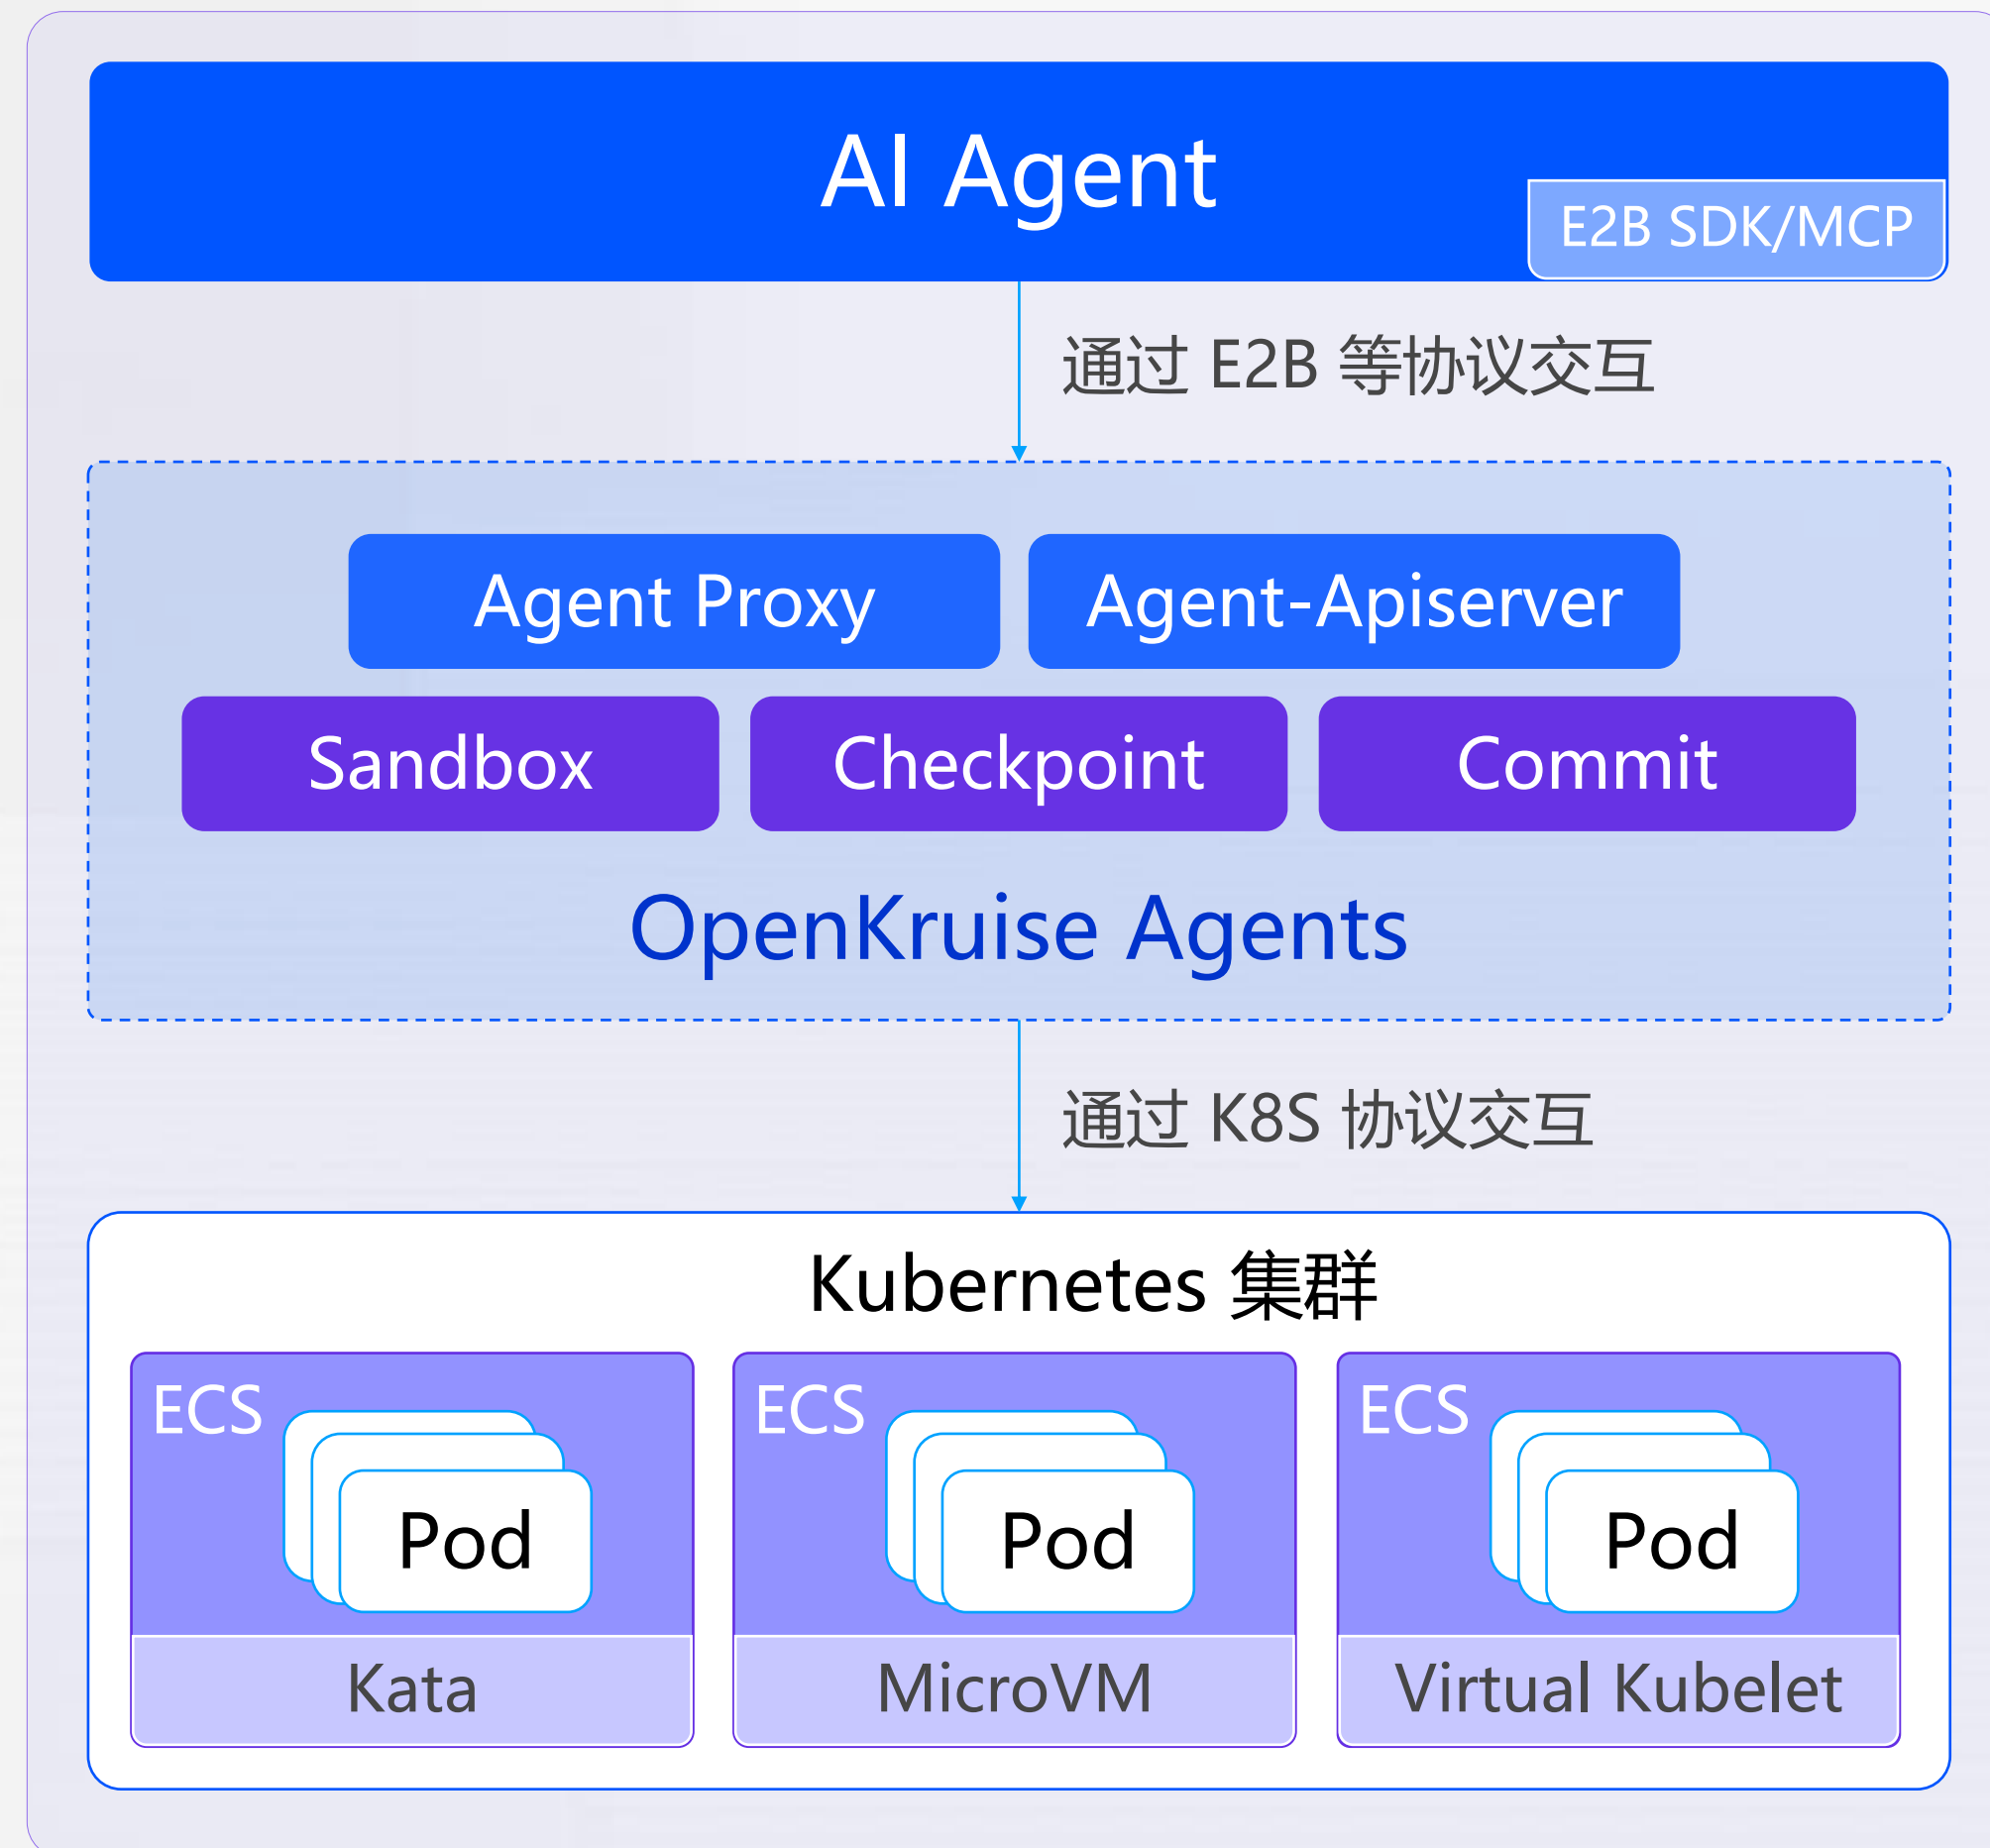 AI Agent
E2B SDK/MCP
通过 E2B 等协议交互
Agent Proxy
Agent-Apiserver
Sandbox
Checkpoint
Commit
OpenKruise Agents
通过 K8S 协议交互
Kubernetes 集群
ECS
Pod
Kata
ECS
Pod
MicroVM
ECS
Pod
Virtual Kubelet